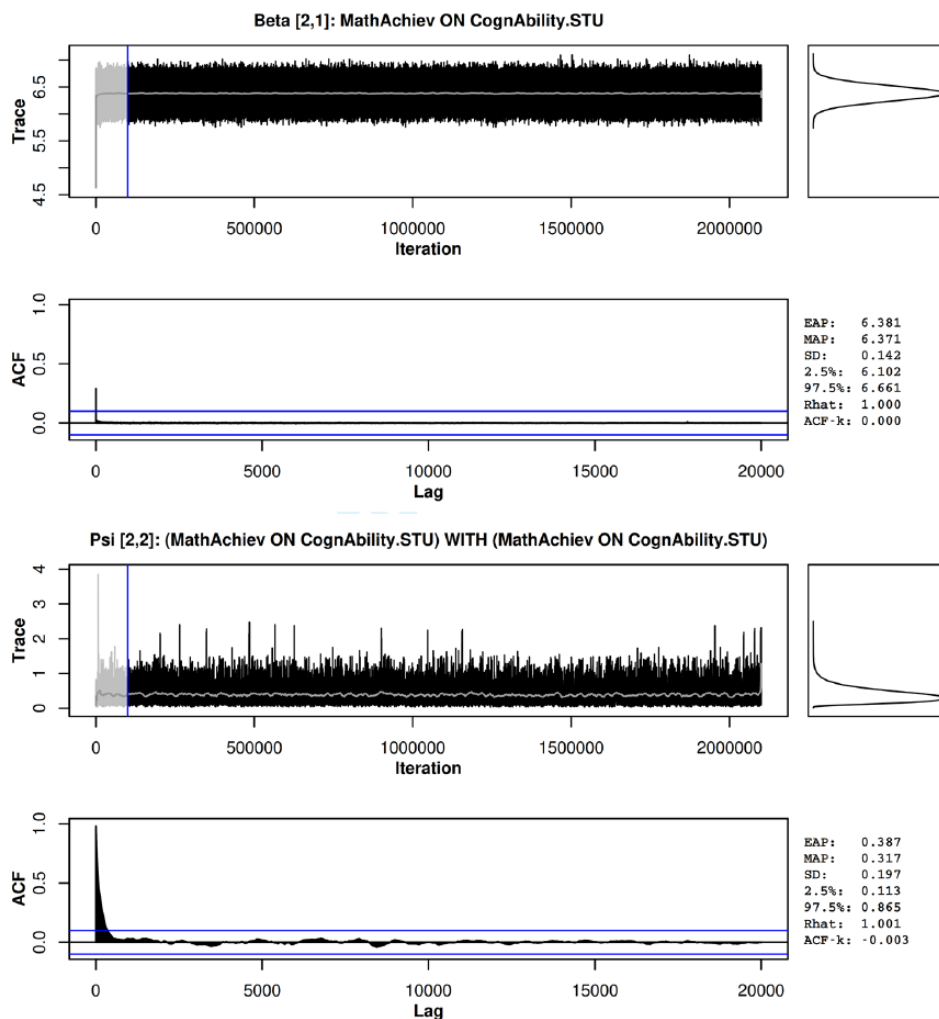 Beta [2,1]: MathAchiev ON CognAbility.STU
Trace
4.5 5.5 6.5
0 500000 1000000 1500000 2000000
Iteration
ACF
0.0 0.5 1.0
0 5000 10000 15000 20000
Lag
EAP: 6.381
MAP: 6.371
SD: 0.142
2.5%: 6.102
97.5%: 6.661
Rhat: 1.000
ACF-k: 0.000
Psi [2,2]: (MathAchiev ON CognAbility.STU) WITH (MathAchiev ON CognAbility.STU)
Trace
0 1 2 3 4
0 500000 1000000 1500000 2000000
Iteration
ACF
0.0 0.5 1.0
0 5000 10000 15000 20000
Lag
EAP: 0.387
MAP: 0.317
SD: 0.197
2.5%: 0.113
97.5%: 0.865
Rhat: 1.001
ACF-k: -0.003